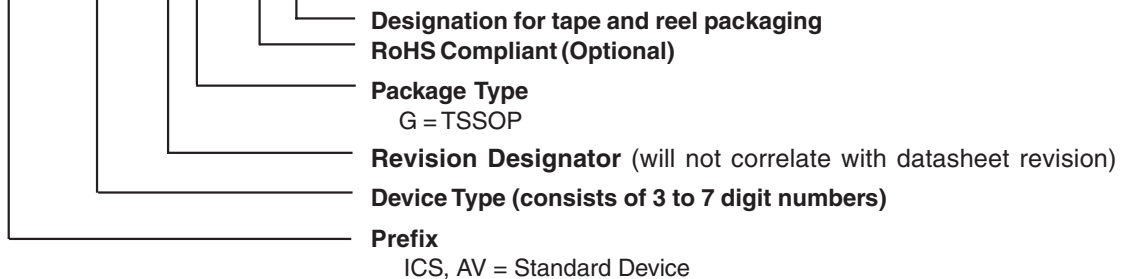 Designation for tape and reel packaging
RoHS Compliant (Optional)
Package Type
G = TSSOP
Revision Designator (will not correlate with datasheet revision)
Device Type (consists of 3 to 7 digit numbers)
Prefix
ICS, AV = Standard Device